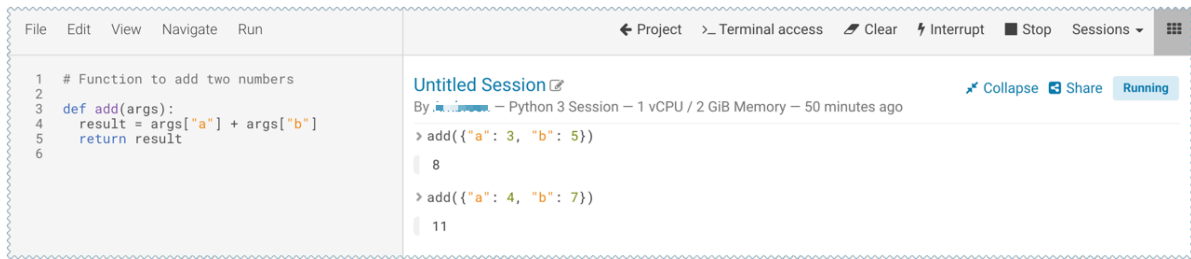 File Edit View Navigate Run
Project >_ Terminal access Clear Interrupt Stop Sessions
1 # Function to add two numbers
2
3 def add(args):
4   result = args["a"] + args["b"]
5   return result
6
Untitled Session
Collapse Share Running
By — Python 3 Session — 1 vCPU / 2 GiB Memory — 50 minutes ago
> add({"a": 3, "b": 5})
8
> add({"a": 4, "b": 7})
11